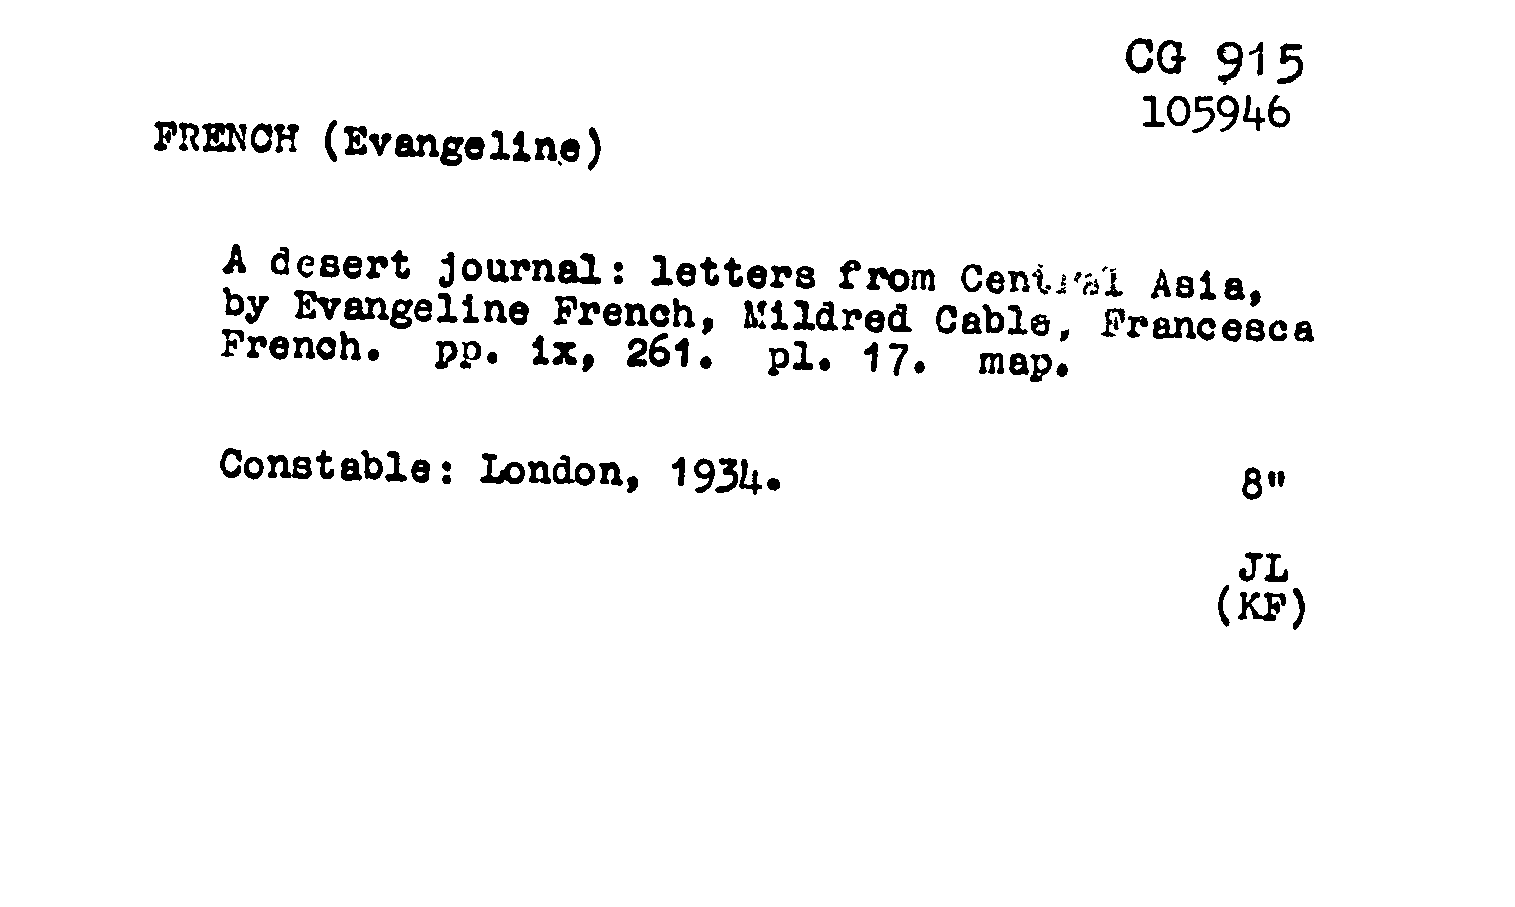 CG 915
105946
FRENCH (Evangeline)
A desert journal: letters from Central Asia,
by Evangeline French, Mildred Cable, Francesca
French. pp. ix, 261. pl. 17. map.
Constable: London, 1934.
8"
JL
(KF)